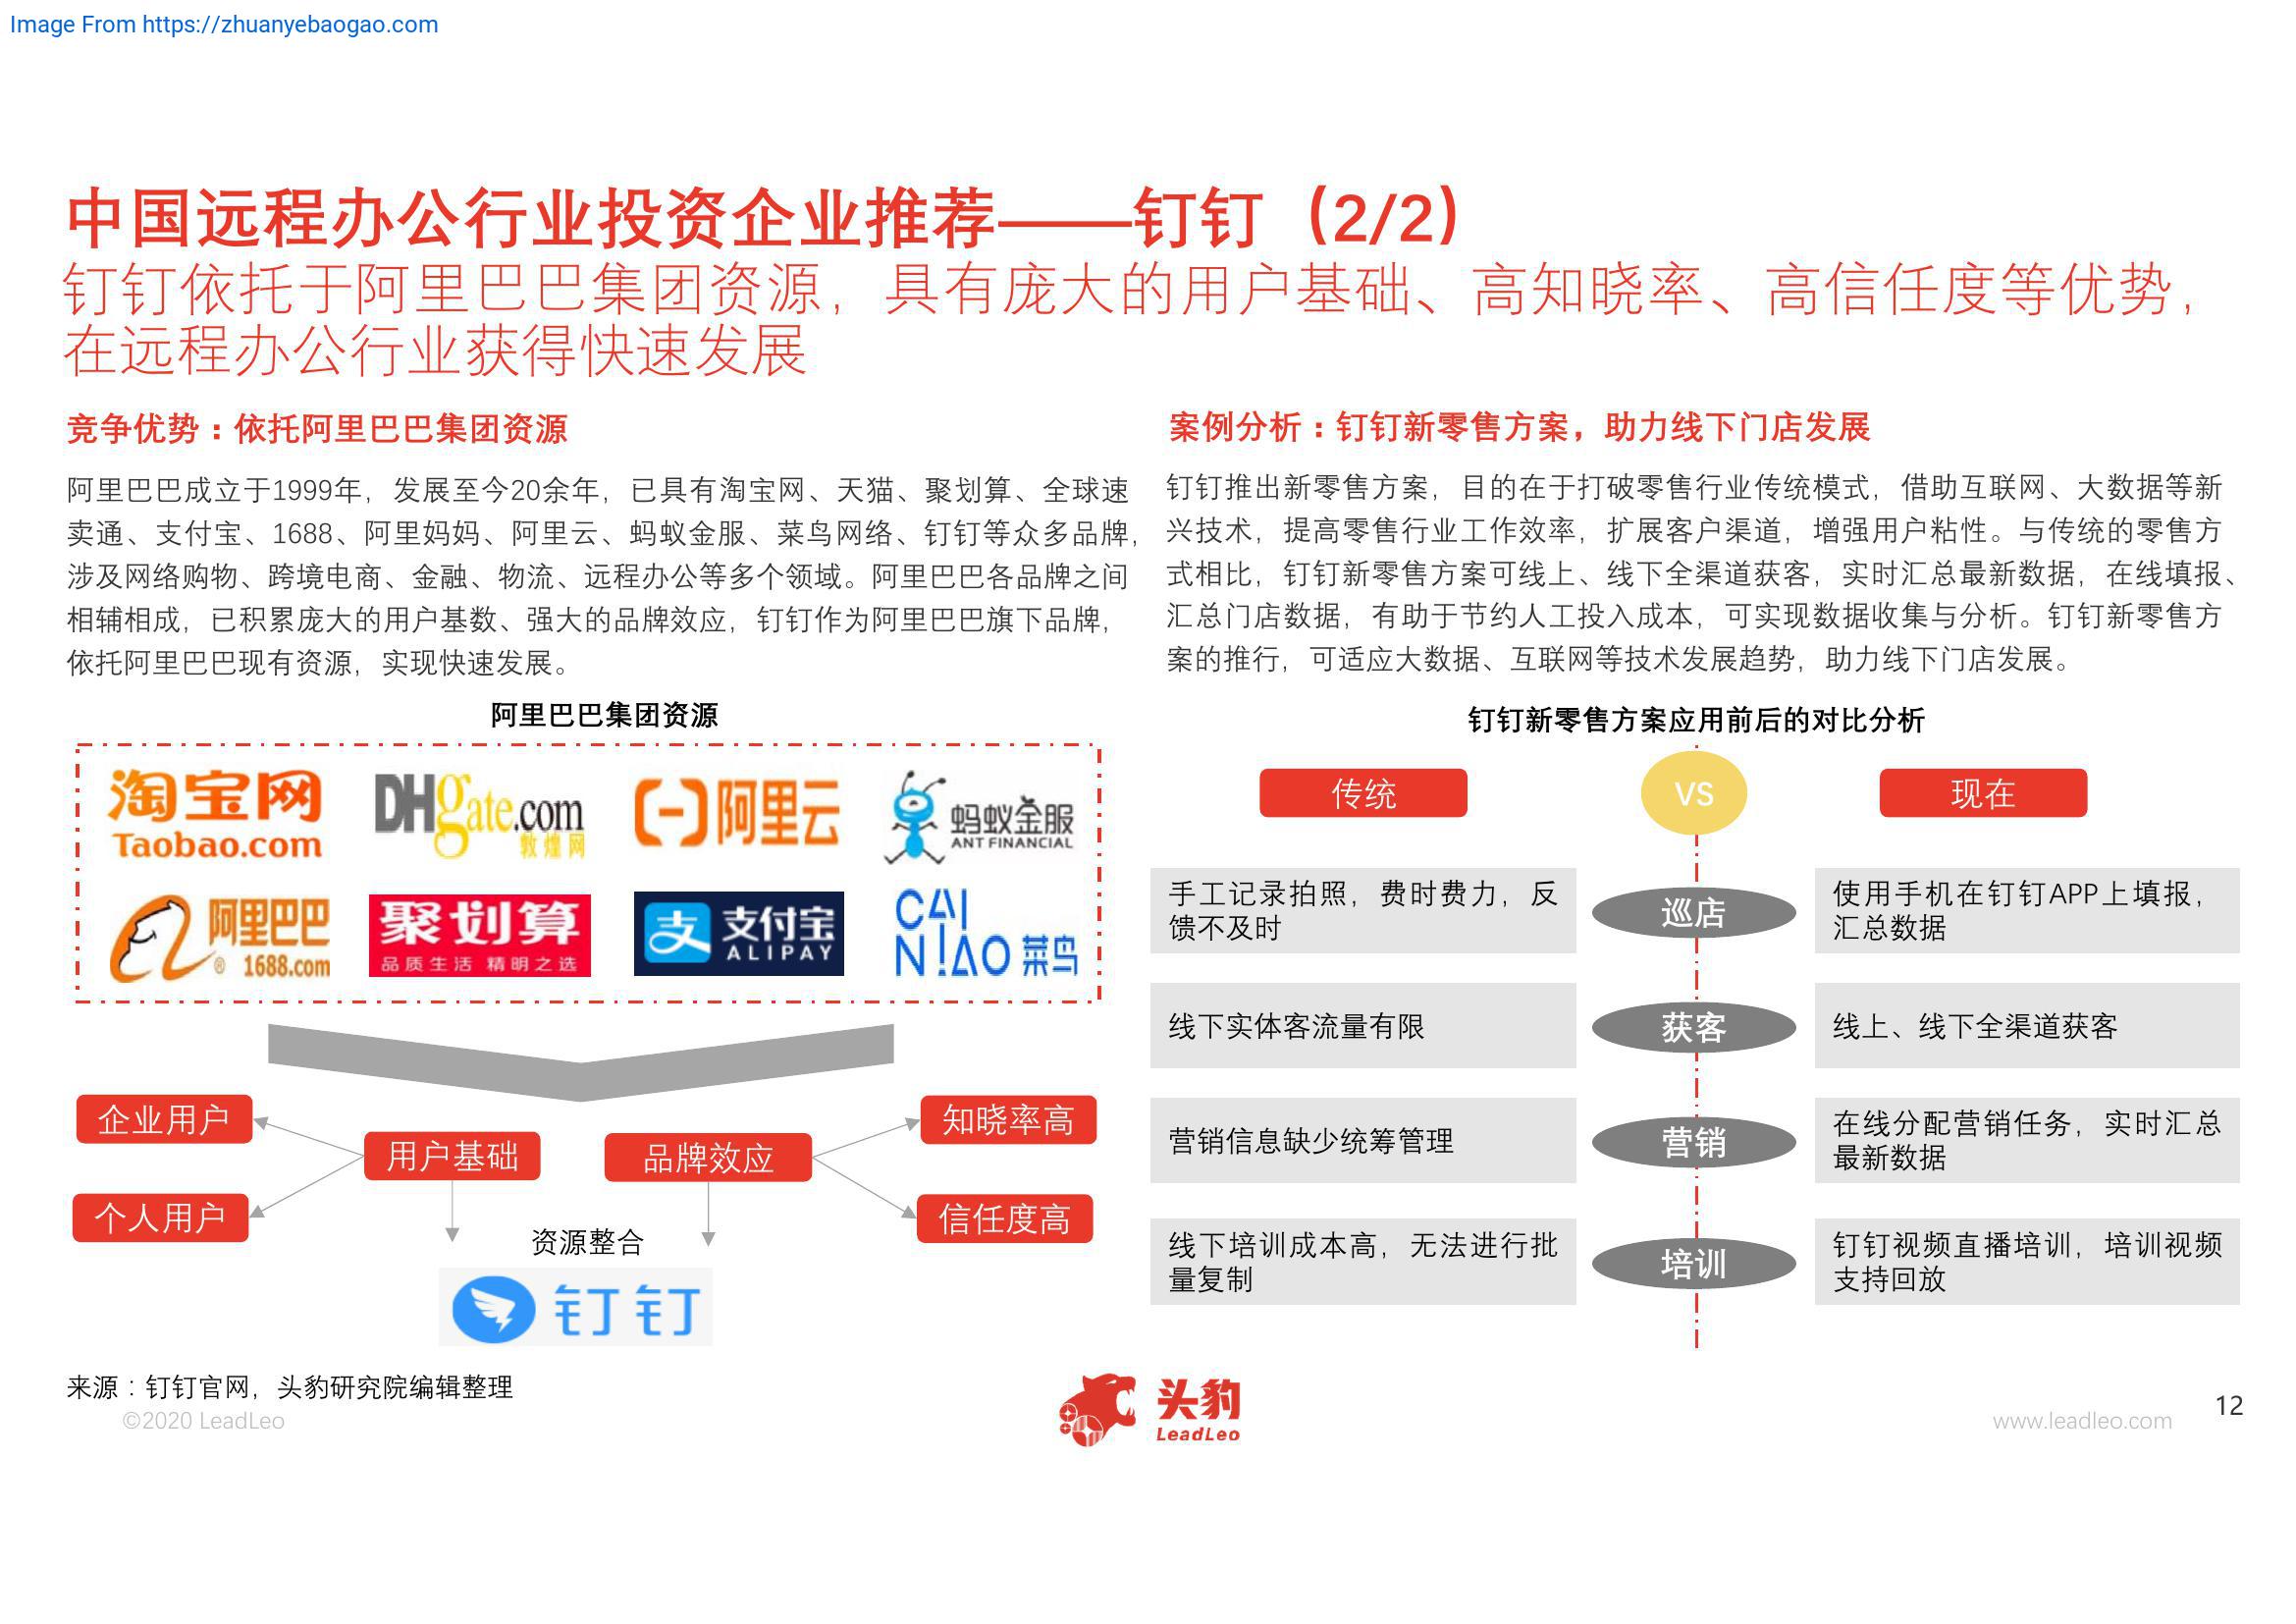 Image From https://zhuanyebaogao.com
中国远程办公行业投资企业推荐——钉钉（2/2）
钉钉依托于阿里巴巴集团资源，具有庞大的用户基础、高知晓率、高信任度等优势，
在远程办公行业获得快速发展
竞争优势：依托阿里巴巴集团资源
阿里巴巴成立于1999年，发展至今20余年，已具有淘宝网、天猫、聚划算、全球速
卖通、支付宝、1688、阿里妈妈、阿里云、蚂蚁金服、菜鸟网络、钉钉等众多品牌，
涉及网络购物、跨境电商、金融、物流、远程办公等多个领域。阿里巴巴各品牌之间
相辅相成，已积累庞大的用户基数、强大的品牌效应，钉钉作为阿里巴巴旗下品牌，
依托阿里巴巴现有资源，实现快速发展。
阿里巴巴集团资源
淘宝网
Taobao.com
DHgate.com
敦煌网
阿里云
蚂蚁金服
ANT FINANCIAL
阿里巴巴
® 1688.com
聚划算
品质生活 精明之选
支 支付宝
ALIPAY
CAI
NIAO 菜鸟
企业用户
个人用户
用户基础
品牌效应
知晓率高
信任度高
资源整合
钉钉
案例分析：钉钉新零售方案，助力线下门店发展
钉钉推出新零售方案，目的在于打破零售行业传统模式，借助互联网、大数据等新
兴技术，提高零售行业工作效率，扩展客户渠道，增强用户粘性。与传统的零售方
式相比，钉钉新零售方案可线上、线下全渠道获客，实时汇总最新数据，在线填报、
汇总门店数据，有助于节约人工投入成本，可实现数据收集与分析。钉钉新零售方
案的推行，可适应大数据、互联网等技术发展趋势，助力线下门店发展。
钉钉新零售方案应用前后的对比分析
传统
VS
现在
手工记录拍照，费时费力，反
馈不及时
巡店
使用手机在钉钉APP上填报，
汇总数据
线下实体客流量有限
获客
线上、线下全渠道获客
营销信息缺少统筹管理
营销
在线分配营销任务，实时汇总
最新数据
线下培训成本高，无法进行批
量复制
培训
钉钉视频直播培训，培训视频
支持回放
来源：钉钉官网，头豹研究院编辑整理
©2020 LeadLeo
头豹
LeadLeo
www.leadleo.com
12